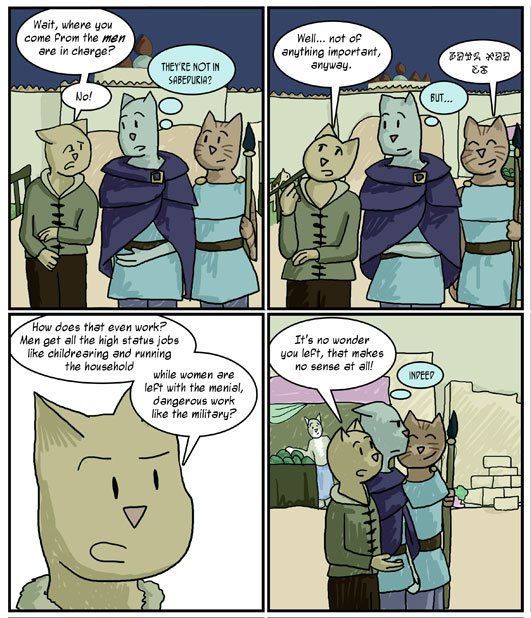 Wait, where you
come from the men
are in charge?
No!
THEY'RE NOT IN
SABEDURIA?
Well... not of
anything important,
anyway.
BUT...
How does that even work?
Men get all the high status jobs
like childrearing and running
the household
while women are
left with the menial,
dangerous work
like the military?
It's no wonder
you left, that makes
no sense at all!
INDEED